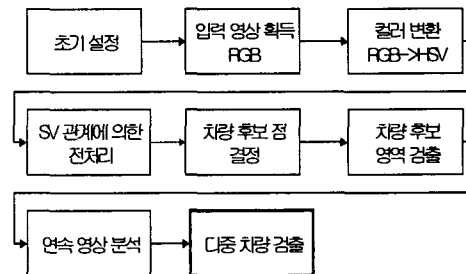 초기 설정
입력 영상 획득
RGB
컬러 변환
RGB->HSV
SV 관계에 의한
전처리
차량 후보 점
결정
차량 후보
영역 검출
연속 영상 분석
다중 차량 검출